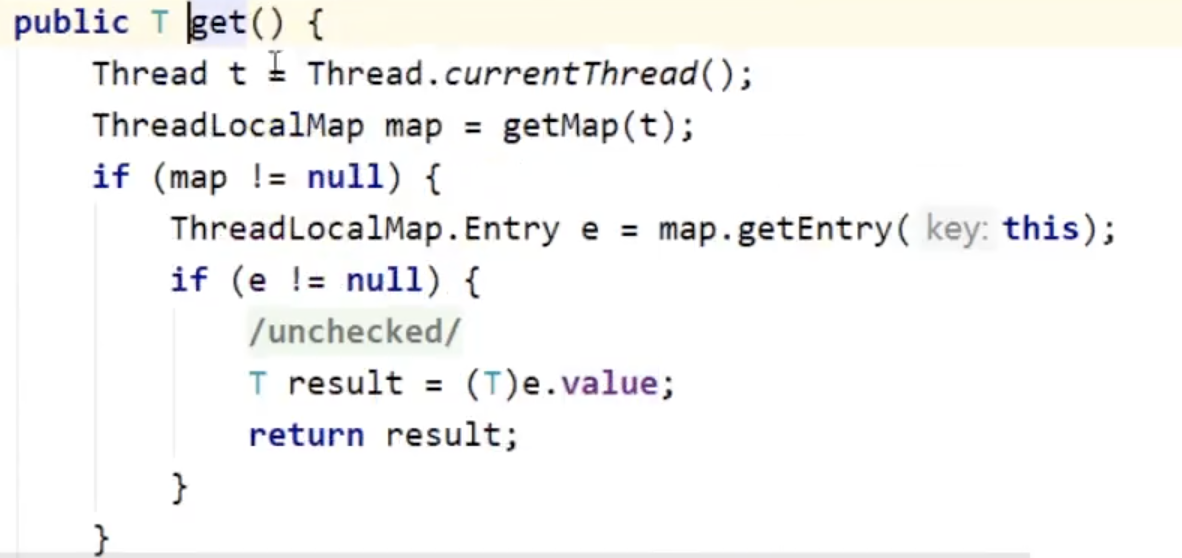 public T get() {
Thread t = Thread.currentThread();
ThreadLocalMap map = getMap(t);
if (map != null) {
ThreadLocalMap.Entry e = map.getEntry( key: this);
if (e != null) {
/unchecked/
T result = (T)e.value;
return result;
}
}